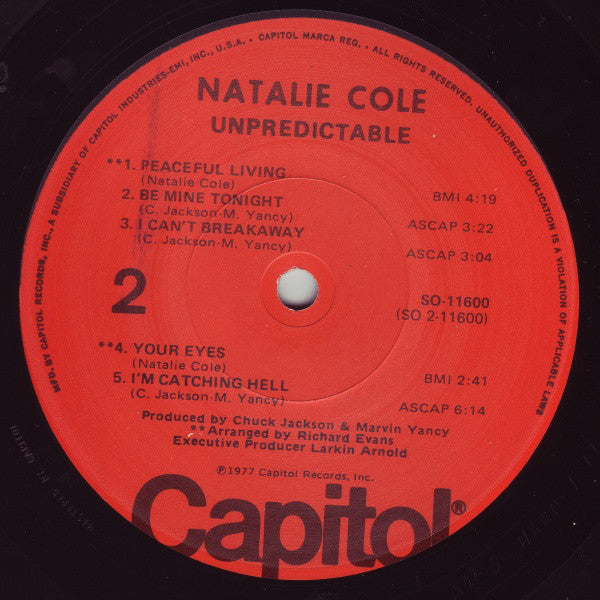 MFG. BY CAPITOL RECORDS, INC., A SUBSIDIARY OF CAPITOL INDUSTRIES-EMI, INC., U.S.A. • CAPITOL MARCA REG. • ALL RIGHTS RESERVED. UNAUTHORIZED DUPLICATION IS A VIOLATION OF APPLICABLE LAWS
NATALIE COLE
UNPREDICTABLE
**1. PEACEFUL LIVING
(Natalie Cole) BMI 4:19
2. BE MINE TONIGHT
(C. Jackson-M. Yancy) ASCAP 3:22
3. I CAN'T BREAKAWAY
(C. Jackson-M. Yancy) ASCAP 3:04
2
SO-11600
(SO 2-11600)
**4. YOUR EYES
(Natalie Cole) BMI 2:41
5. I'M CATCHING HELL
(C. Jackson-M. Yancy) ASCAP 6:14
Produced by Chuck Jackson & Marvin Yancy
**Arranged by Richard Evans
Executive Producer Larkin Arnold
℗1977 Capitol Records, Inc.
Capitol®